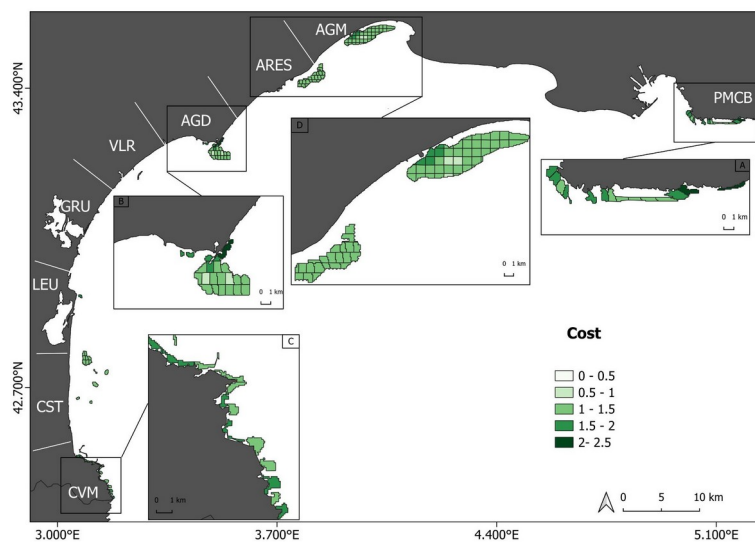 AGM
ARES
PMCB
AGD
VLR
GRU
LEU
CST
CVM
D
0 1 km
A
0 1 km
B
0 1 km
C
0 1 km
Cost
0 - 0.5
0.5 - 1
1 - 1.5
1.5 - 2
2- 2.5
0 5 10 km
43.400°N
42.700°N
3.000°E 3.700°E 4.400°E 5.100°E